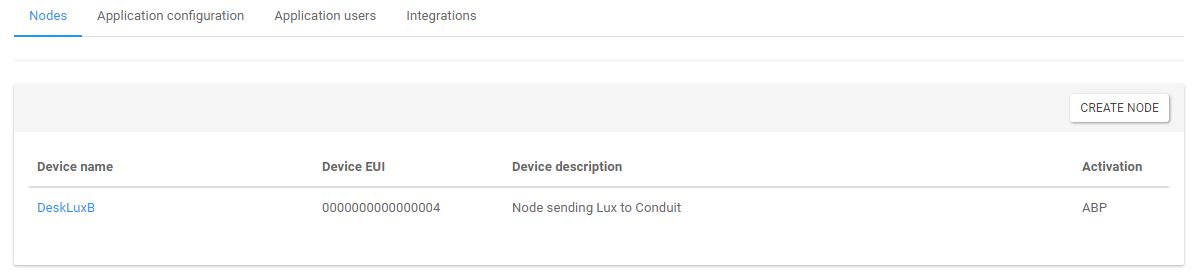 Nodes Application configuration Application users Integrations
CREATE NODE
Device name Device EUI Device description Activation
DeskLuxB 0000000000000004 Node sending Lux to Conduit ABP